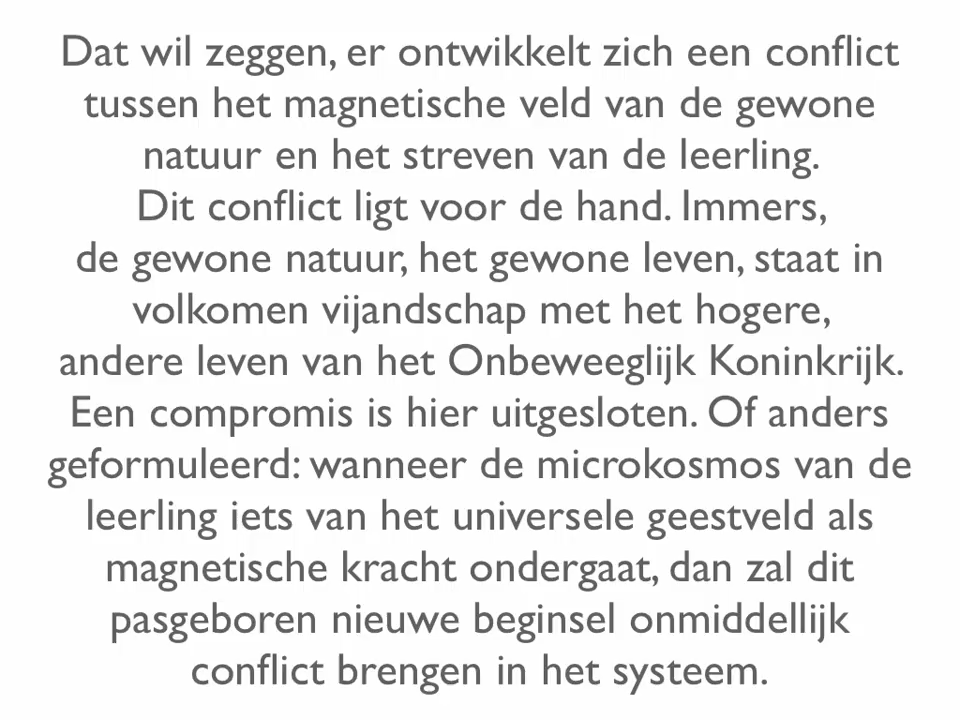 Dat wil zeggen, er ontwikkelt zich een conflict
tussen het magnetische veld van de gewone
natuur en het streven van de leerling.
Dit conflict ligt voor de hand. Immers,
de gewone natuur, het gewone leven, staat in
volkomen vijandschap met het hogere,
andere leven van het Onbeweeglijk Koninkrijk.
Een compromis is hier uitgesloten. Of anders
geformuleerd: wanneer de microkosmos van de
leerling iets van het universele geestveld als
magnetische kracht ondergaat, dan zal dit
pasgeboren nieuwe beginsel onmiddellijk
conflict brengen in het systeem.